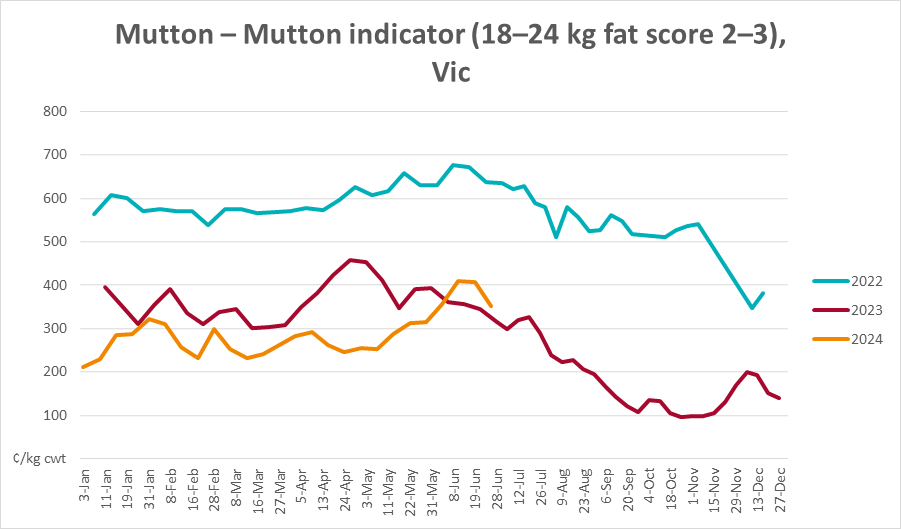 Mutton – Mutton indicator (18–24 kg fat score 2–3),
Vic
800
700
600
500
400
300
200
100
¢/kg cwt
2022
2023
2024
3-Jan
11-Jan
19-Jan
31-Jan
8-Feb
16-Feb
28-Feb
8-Mar
16-Mar
27-Mar
5-Apr
13-Apr
24-Apr
3-May
11-May
22-May
31-May
8-Jun
19-Jun
28-Jun
12-Jul
26-Jul
9-Aug
23-Aug
6-Sep
20-Sep
4-Oct
18-Oct
1-Nov
15-Nov
29-Nov
13-Dec
27-Dec